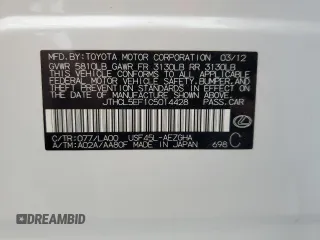 MFD.BY:TOYOTA MOTOR CORPORATION 03/12
GVWR 5810LB GAWR FR 3130LB RR 3130LB
THIS VEHICLE CONFORMS TO ALL APPLICABLE
FEDERAL MOTOR VEHICLE SAFETY, BUMPER,
AND THEFT PREVENTION STANDARDS IN EFFECT ON
THE DATE OF MANUFACTURE SHOWN ABOVE.
JTHCL5EF1C5014428 PASS.CAR
C/TR:077/LA00 USF45L-AEZGHA
A/TM:A02A/AA80F MADE IN JAPAN 698 C
DREAMBID